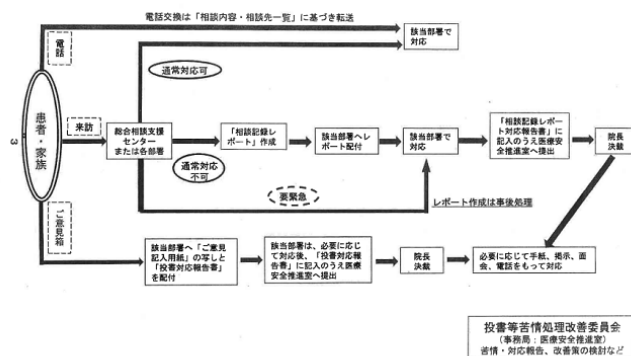 電話交換は「相談内容・相談先一覧」に基づき転送
電話
該当部署で
対応
通常対応可
患者・家族
3
来訪
総合相談支援
センター
または各部署
「相談記録レ
ポート」作成
該当部署へレ
ポート配付
該当部署で
対応
「相談記録レポー
ト対応報告書」に
記入のうえ医療安
全推進室へ提出
院長
決裁
通常対応
不可
要緊急
レポート作成は事後処理
ご意見箱
該当部署へ「ご意見
記入用紙」の写しと
「投書対応報告書」
を配付
該当部署は、必要に応じ
て対応後、「投書対応報
告書」に記入のうえ医療安
全推進室へ提出
院長
決裁
必要に応じて手紙、掲示、面
会、電話をもって対応
投書等苦情処理改善委員会
（事務局：医療安全推進室）
苦情・対応報告、改善策の検討など